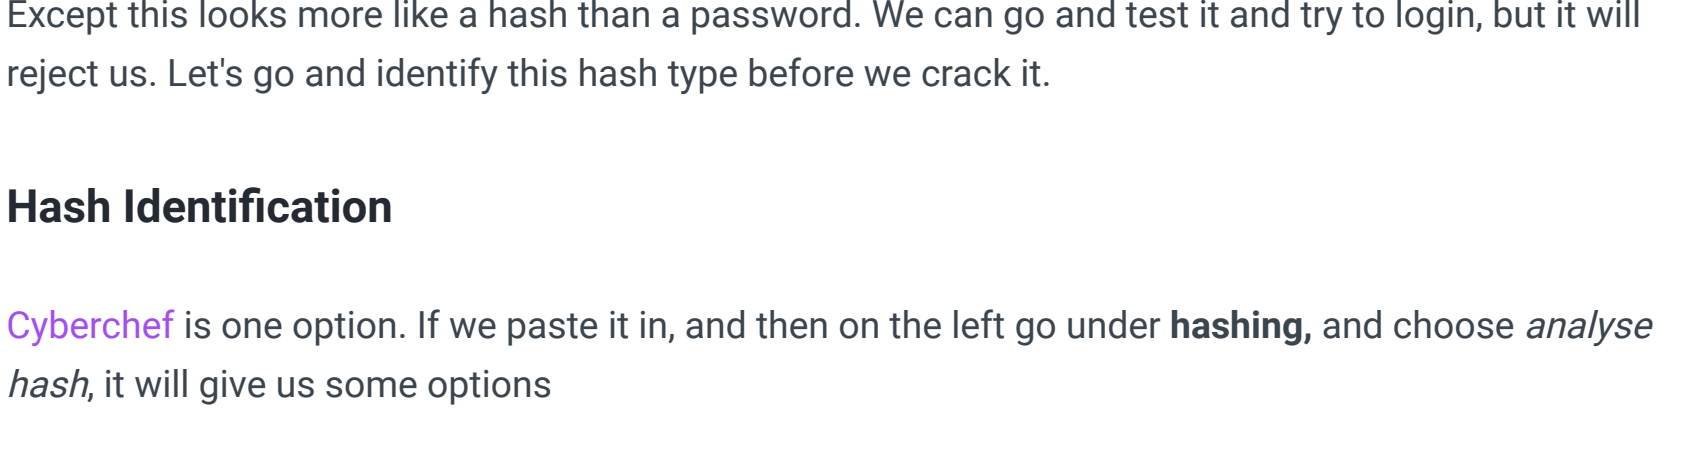 Except this looks more like a hash than a password. We can go and test it and try to login, but it will
reject us. Let's go and identify this hash type before we crack it.
Hash Identification
Cyberchef is one option. If we paste it in, and then on the left go under hashing, and choose analyse
hash, it will give us some options